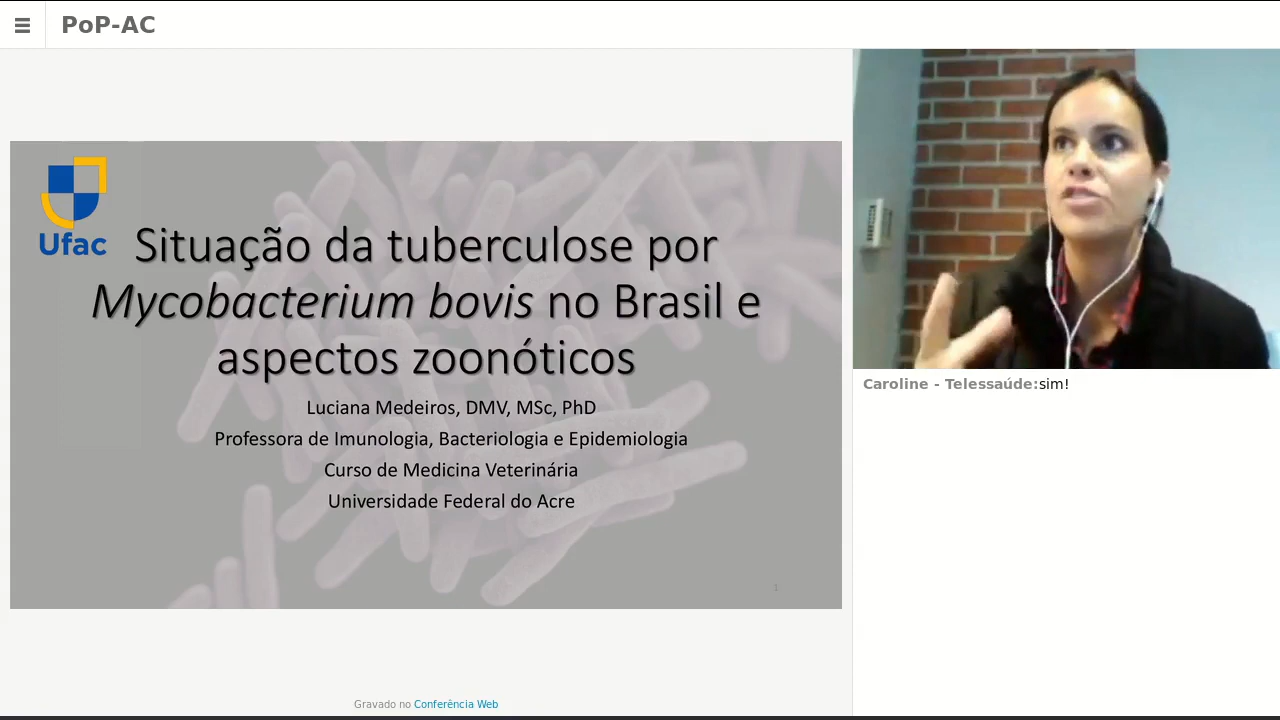 PoP-AC
Ufac
Situação da tuberculose por
Mycobacterium bovis no Brasil e
aspectos zoonóticos
Luciana Medeiros, DMV, MSc, PhD
Professora de Imunologia, Bacteriologia e Epidemiologia
Curso de Medicina Veterinária
Universidade Federal do Acre
1
Caroline - Telessaúde:sim!
Gravado no Conferência Web